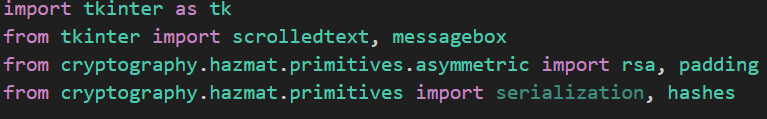 import tkinter as tk
from tkinter import scrolledtext, messagebox
from cryptography.hazmat.primitives.asymmetric import rsa, padding
from cryptography.hazmat.primitives import serialization, hashes